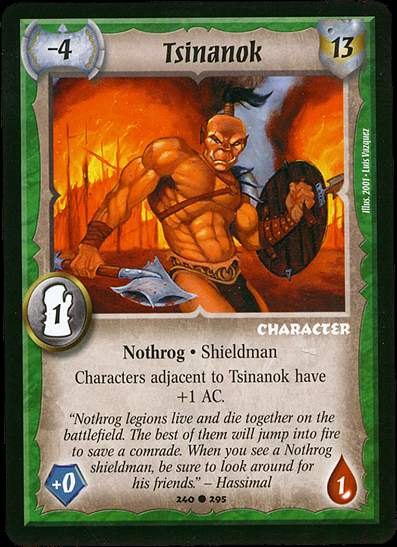 -4
Tsinanok
13
Illus. 2001 • Luis Vazquez
1
CHARACTER
Nothrog • Shieldman
Characters adjacent to Tsinanok have
+1 AC.
"Nothrog legions live and die together on the
battlefield. The best of them will jump into fire
to save a comrade. When you see a Nothrog
shieldman, be sure to look around for
his friends." – Hassimal
+0
1
240 ● 295